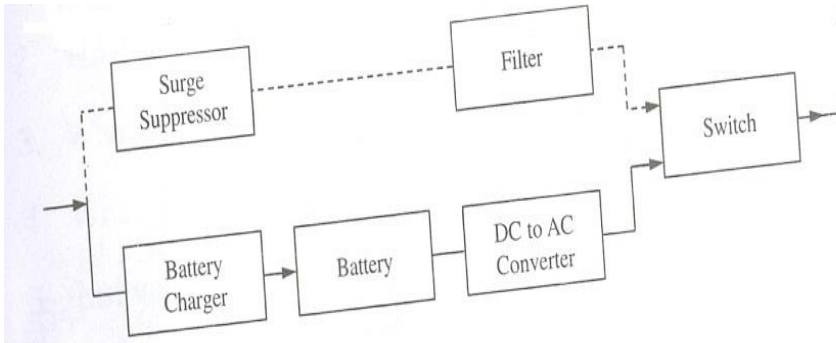 Surge
Suppressor
Filter
Switch
Battery
Charger
Battery
DC to AC
Converter